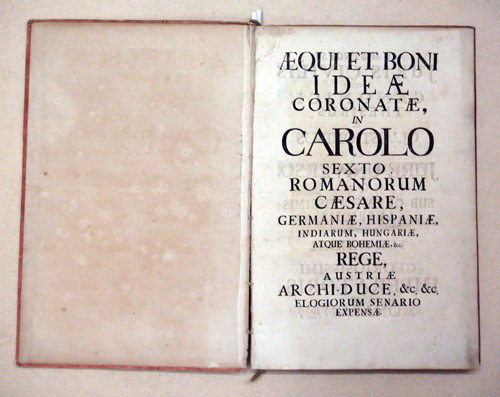 ÆQUI ET BONI
IDEÆ
CORONATÆ,
IN
CAROLO
SEXTO.
ROMANORUM
CÆSARE,
GERMANIÆ, HISPANIÆ,
INDIARUM, HUNGARIÆ,
ATQUE BOHEMIÆ, &c.
REGE,
AUSTRIÆ
ARCHI-DUCE, &c. &c.
ELOGIORUM SENARIO
EXPENSÆ